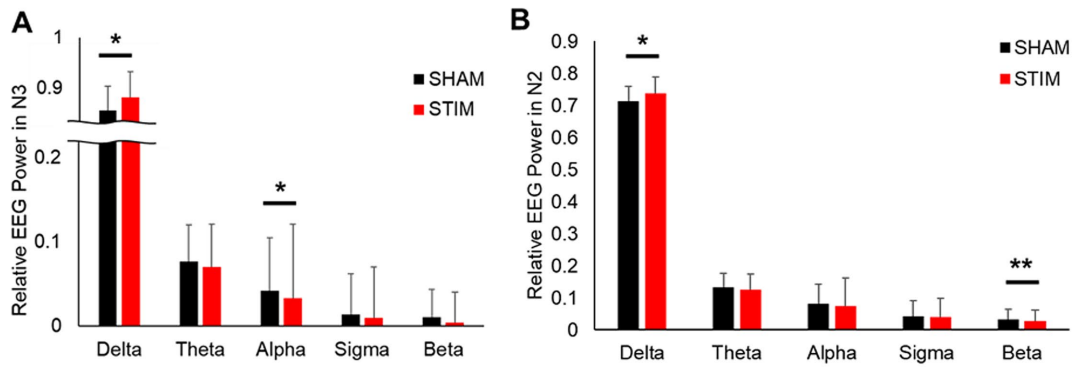 A
Relative EEG Power in N3
1
0.9
0.2
0.1
0
*
*
SHAM
STIM
Delta Theta Alpha Sigma Beta
B
Relative EEG Power in N2
0.9
0.8
0.7
0.6
0.5
0.4
0.3
0.2
0.1
0
*
**
SHAM
STIM
Delta Theta Alpha Sigma Beta